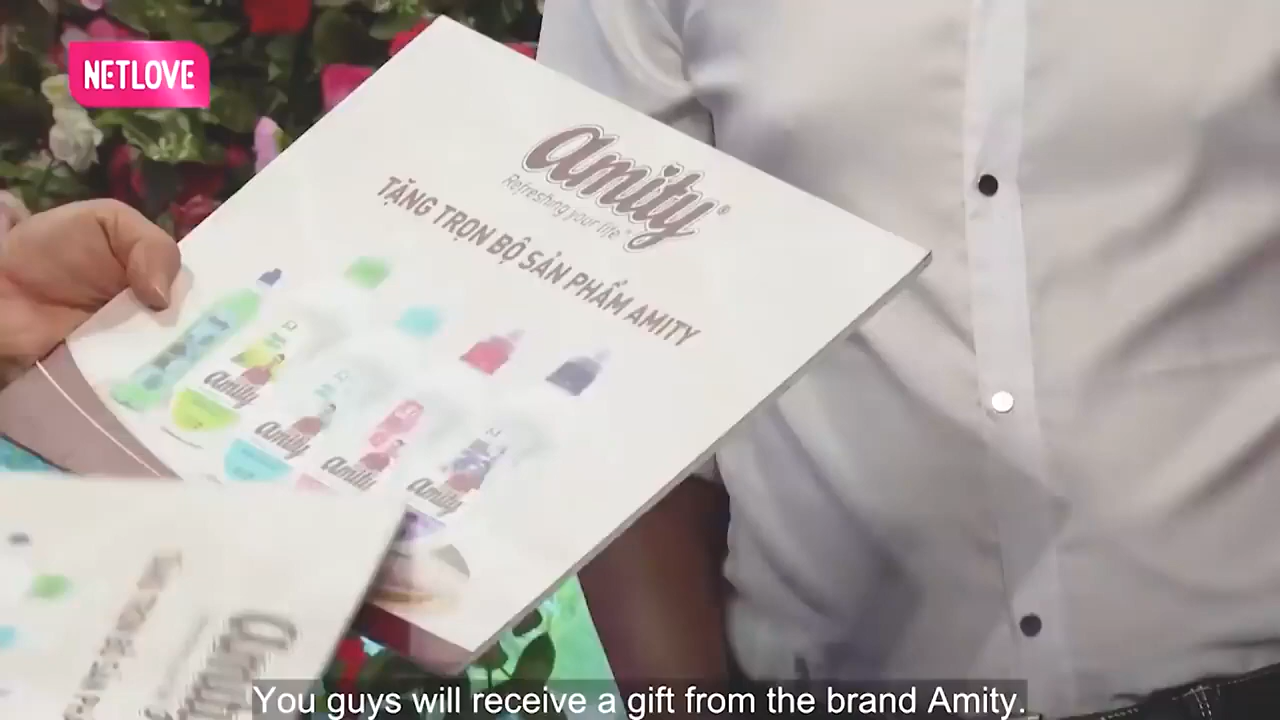 NETLOVE
amity®
Refreshing your life
TẶNG TRỌN BỘ SẢN PHẨM AMITY
amity
amity
amity
amity
You guys will receive a gift from the brand Amity.